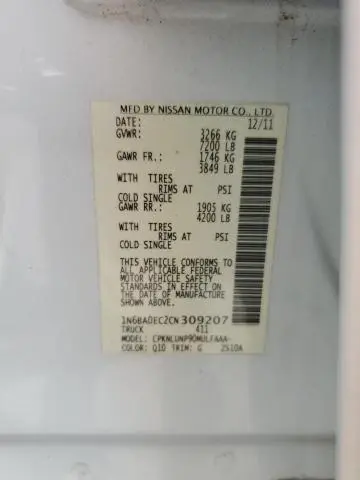 MFD BY NISSAN MOTOR CO., LTD.
DATE: 12/11
GVWR: 3266 KG
7200 LB
GAWR FR.: 1746 KG
3849 LB
WITH TIRES
RIMS AT PSI
COLD SINGLE
GAWR RR.: 1905 KG
4200 LB
WITH TIRES
RIMS AT PSI
COLD SINGLE
THIS VEHICLE CONFORMS TO
ALL APPLICABLE FEDERAL
MOTOR VEHICLE SAFETY
STANDARDS IN EFFECT ON
THE DATE OF MANUFACTURE
SHOWN ABOVE.
1N6BA0EC2CN309207
TRUCK 411
MODEL: CPKNLUNP90MULFAAA-
COLOR: Q10 TRIM: G 2510A